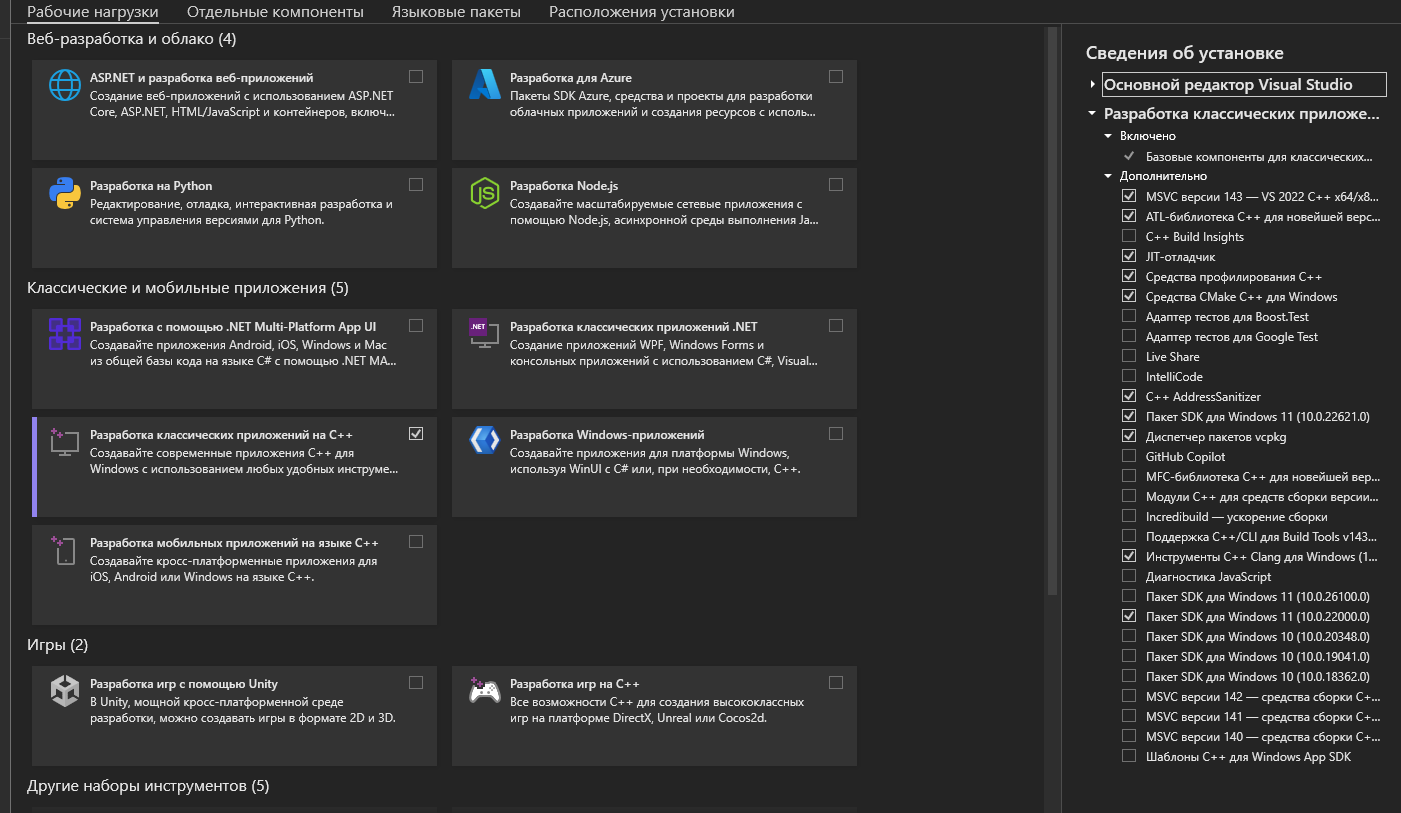 Рабочие нагрузки
Отдельные компоненты
Языковые пакеты
Расположения установки
Веб-разработка и облако (4)
ASP.NET и разработка веб-приложений
Создание веб-приложений с использованием ASP.NET
Core, ASP.NET, HTML/JavaScript и контейнеров, включ...
Разработка для Azure
Пакеты SDK Azure, средства и проекты для разработки
облачных приложений и создания ресурсов с исполь...
Разработка на Python
Редактирование, отладка, интерактивная разработка и
система управления версиями для Python.
Разработка Node.js
Создавайте масштабируемые сетевые приложения с
помощью Node.js, асинхронной среды выполнения Ja...
Классические и мобильные приложения (5)
Разработка с помощью .NET Multi-Platform App UI
Создавайте приложения Android, iOS, Windows и Mac
из общей базы кода на языке C# с помощью .NET MA...
.NET
Разработка классических приложений .NET
Создание приложений WPF, Windows Forms и
консольных приложений с использованием C#, Visual...
Разработка классических приложений на C++
Создавайте современные приложения C++ для
Windows с использованием любых удобных инструме...
Разработка Windows-приложений
Создавайте приложения для платформы Windows,
используя WinUI с C# или, при необходимости, C++.
Разработка мобильных приложений на языке C++
Создавайте кросс-платформенные приложения для
iOS, Android или Windows на языке C++.
Игры (2)
Разработка игр с помощью Unity
В Unity, мощной кросс-платформенной среде
разработки, можно создавать игры в формате 2D и 3D.
Разработка игр на C++
Все возможности C++ для создания высококлассных
игр на платформе DirectX, Unreal или Cocos2d.
Другие наборы инструментов (5)
Сведения об установке
Основной редактор Visual Studio
Разработка классических приложе...
Включено
Базовые компоненты для классических...
Дополнительно
MSVC версии 143 — VS 2022 C++ x64/x8...
ATL-библиотека C++ для новейшей верс...
C++ Build Insights
JIT-отладчик
Средства профилирования C++
Средства CMake C++ для Windows
Адаптер тестов для Boost.Test
Адаптер тестов для Google Test
Live Share
IntelliCode
C++ AddressSanitizer
Пакет SDK для Windows 11 (10.0.22621.0)
Диспетчер пакетов vcpkg
GitHub Copilot
MFC-библиотека C++ для новейшей вер...
Модули C++ для средств сборки версии...
Incredibuild — ускорение сборки
Поддержка C++/CLI для Build Tools v143...
Инструменты C++ Clang для Windows (1...
Диагностика JavaScript
Пакет SDK для Windows 11 (10.0.26100.0)
Пакет SDK для Windows 11 (10.0.22000.0)
Пакет SDK для Windows 10 (10.0.20348.0)
Пакет SDK для Windows 10 (10.0.19041.0)
Пакет SDK для Windows 10 (10.0.18362.0)
MSVC версии 142 — средства сборки C+...
MSVC версии 141 — средства сборки C+...
MSVC версии 140 — средства сборки C+...
Шаблоны C++ для Windows App SDK